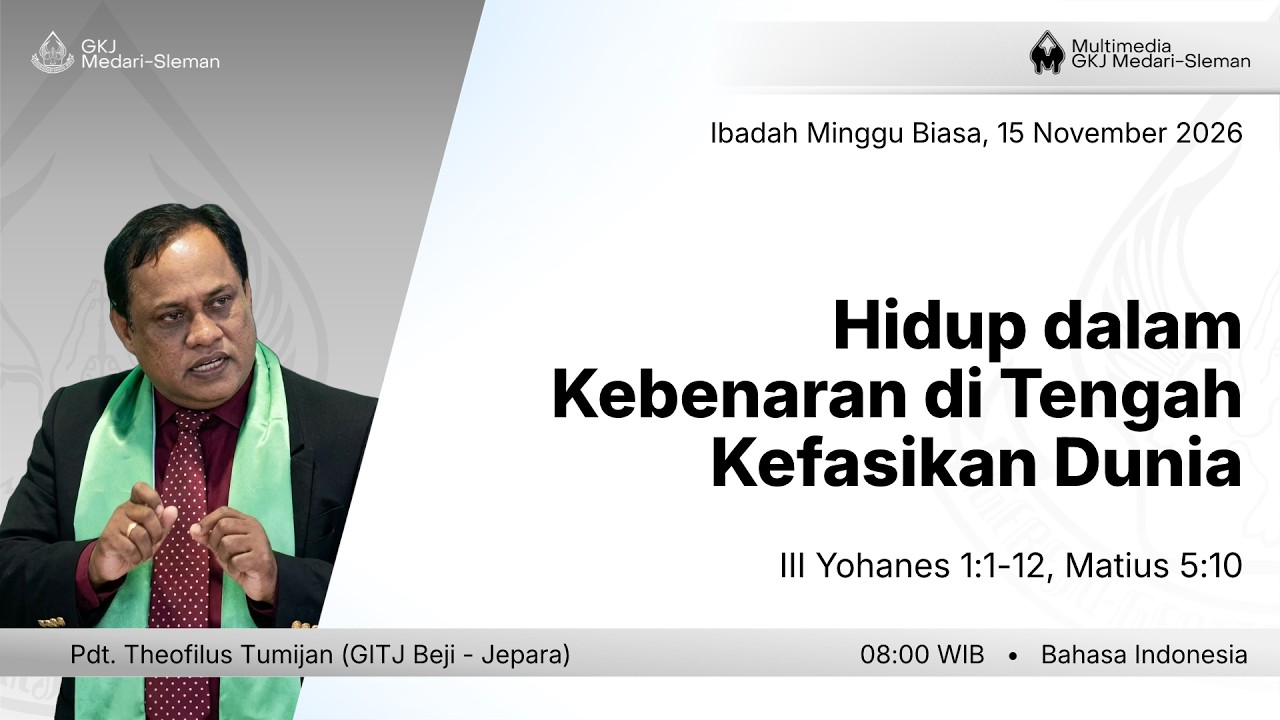 GKJ
Medari-Sleman
Multimedia
GKJ Medari-Sleman
Ibadah Minggu Biasa, 15 November 2026
Hidup dalam
Kebenaran di Tengah
Kefasikan Dunia
III Yohanes 1:1-12, Matius 5:10
Pdt. Theofilus Tumijan (GITJ Beji - Jepara)
08:00 WIB • Bahasa Indonesia